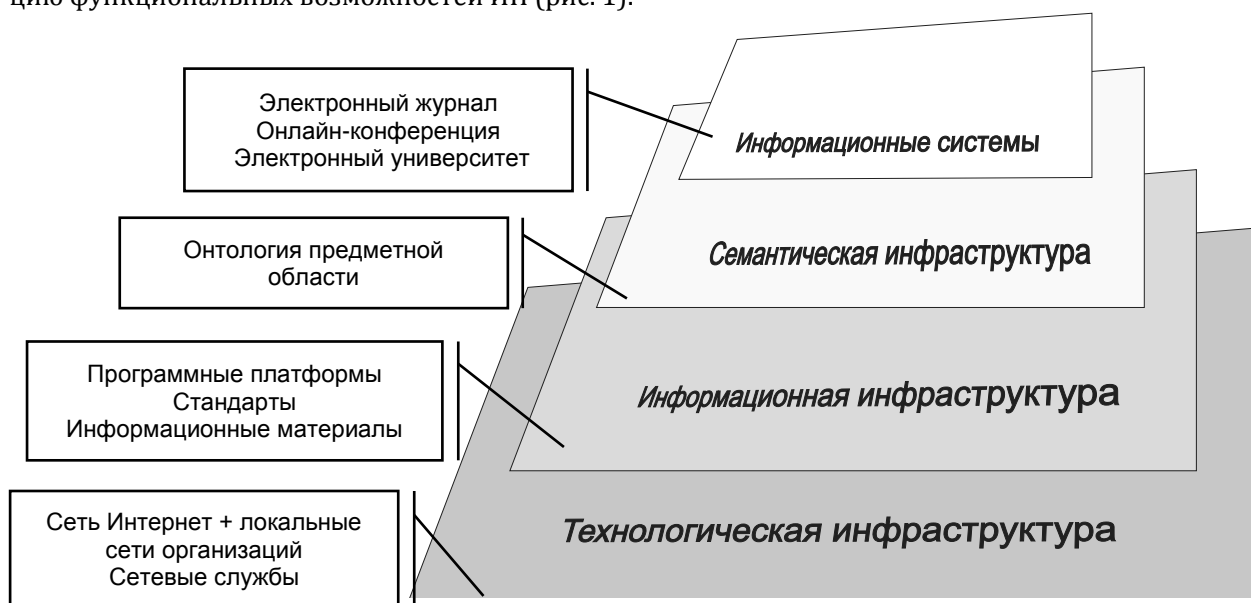 цию функциональных возможностей ИП (рис. 1).
Электронный журнал
Онлайн-конференция
Электронный университет
Информационные системы
Онтология предметной
области
Семантическая инфраструктура
Программные платформы
Стандарты
Информационные материалы
Информационная инфраструктура
Сеть Интернет + локальные
сети организаций
Сетевые службы
Технологическая инфраструктура